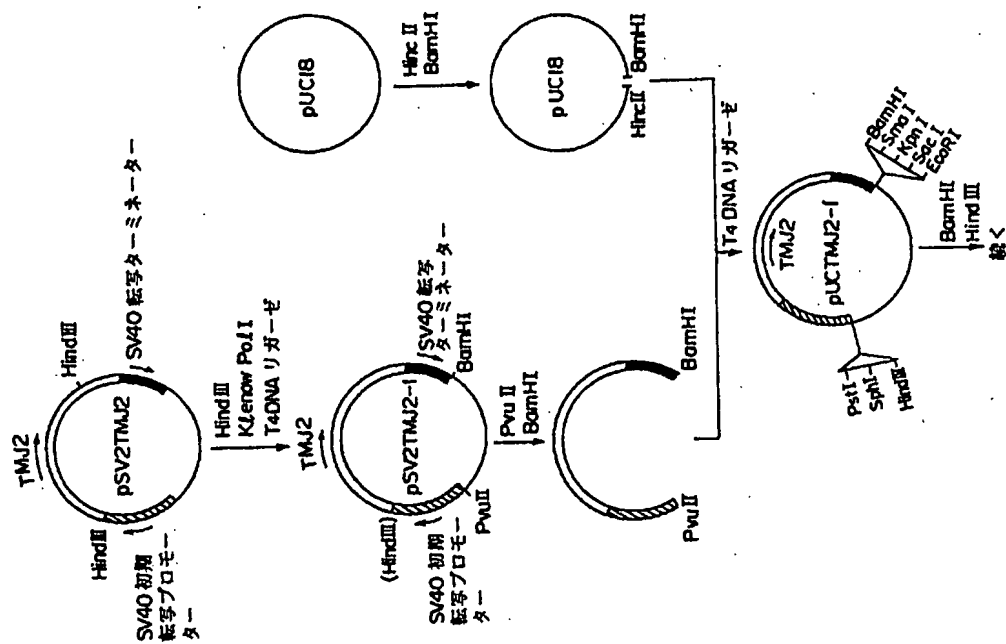 TMJ2
HindⅢ
HindⅢ
pSV2TMJ2
SV40 初期
転写プロモー
ター
SV40 転写ターミネーター
HindⅢ
Klenow Pol I
T4DNA リガーゼ
TMJ2
(HindⅢ)
pSV2TMJ2-1
SV40 初期
転写プロモー
ター
SV40 転写
ターミネーター
PvuⅡ
BamHI
PvuⅡ
BamHI
PvuⅡ
BamHI
pUC18
HincⅡ
BamHI
pUC18
HincⅡ
BamHI
T4DNA リガーゼ
TMJ2
pUCTMJ2-1
PstI
SphI
HindⅢ
BamHI
SmaI
KpnI
SacI
EcoRI
BamHI
HindⅢ
続く